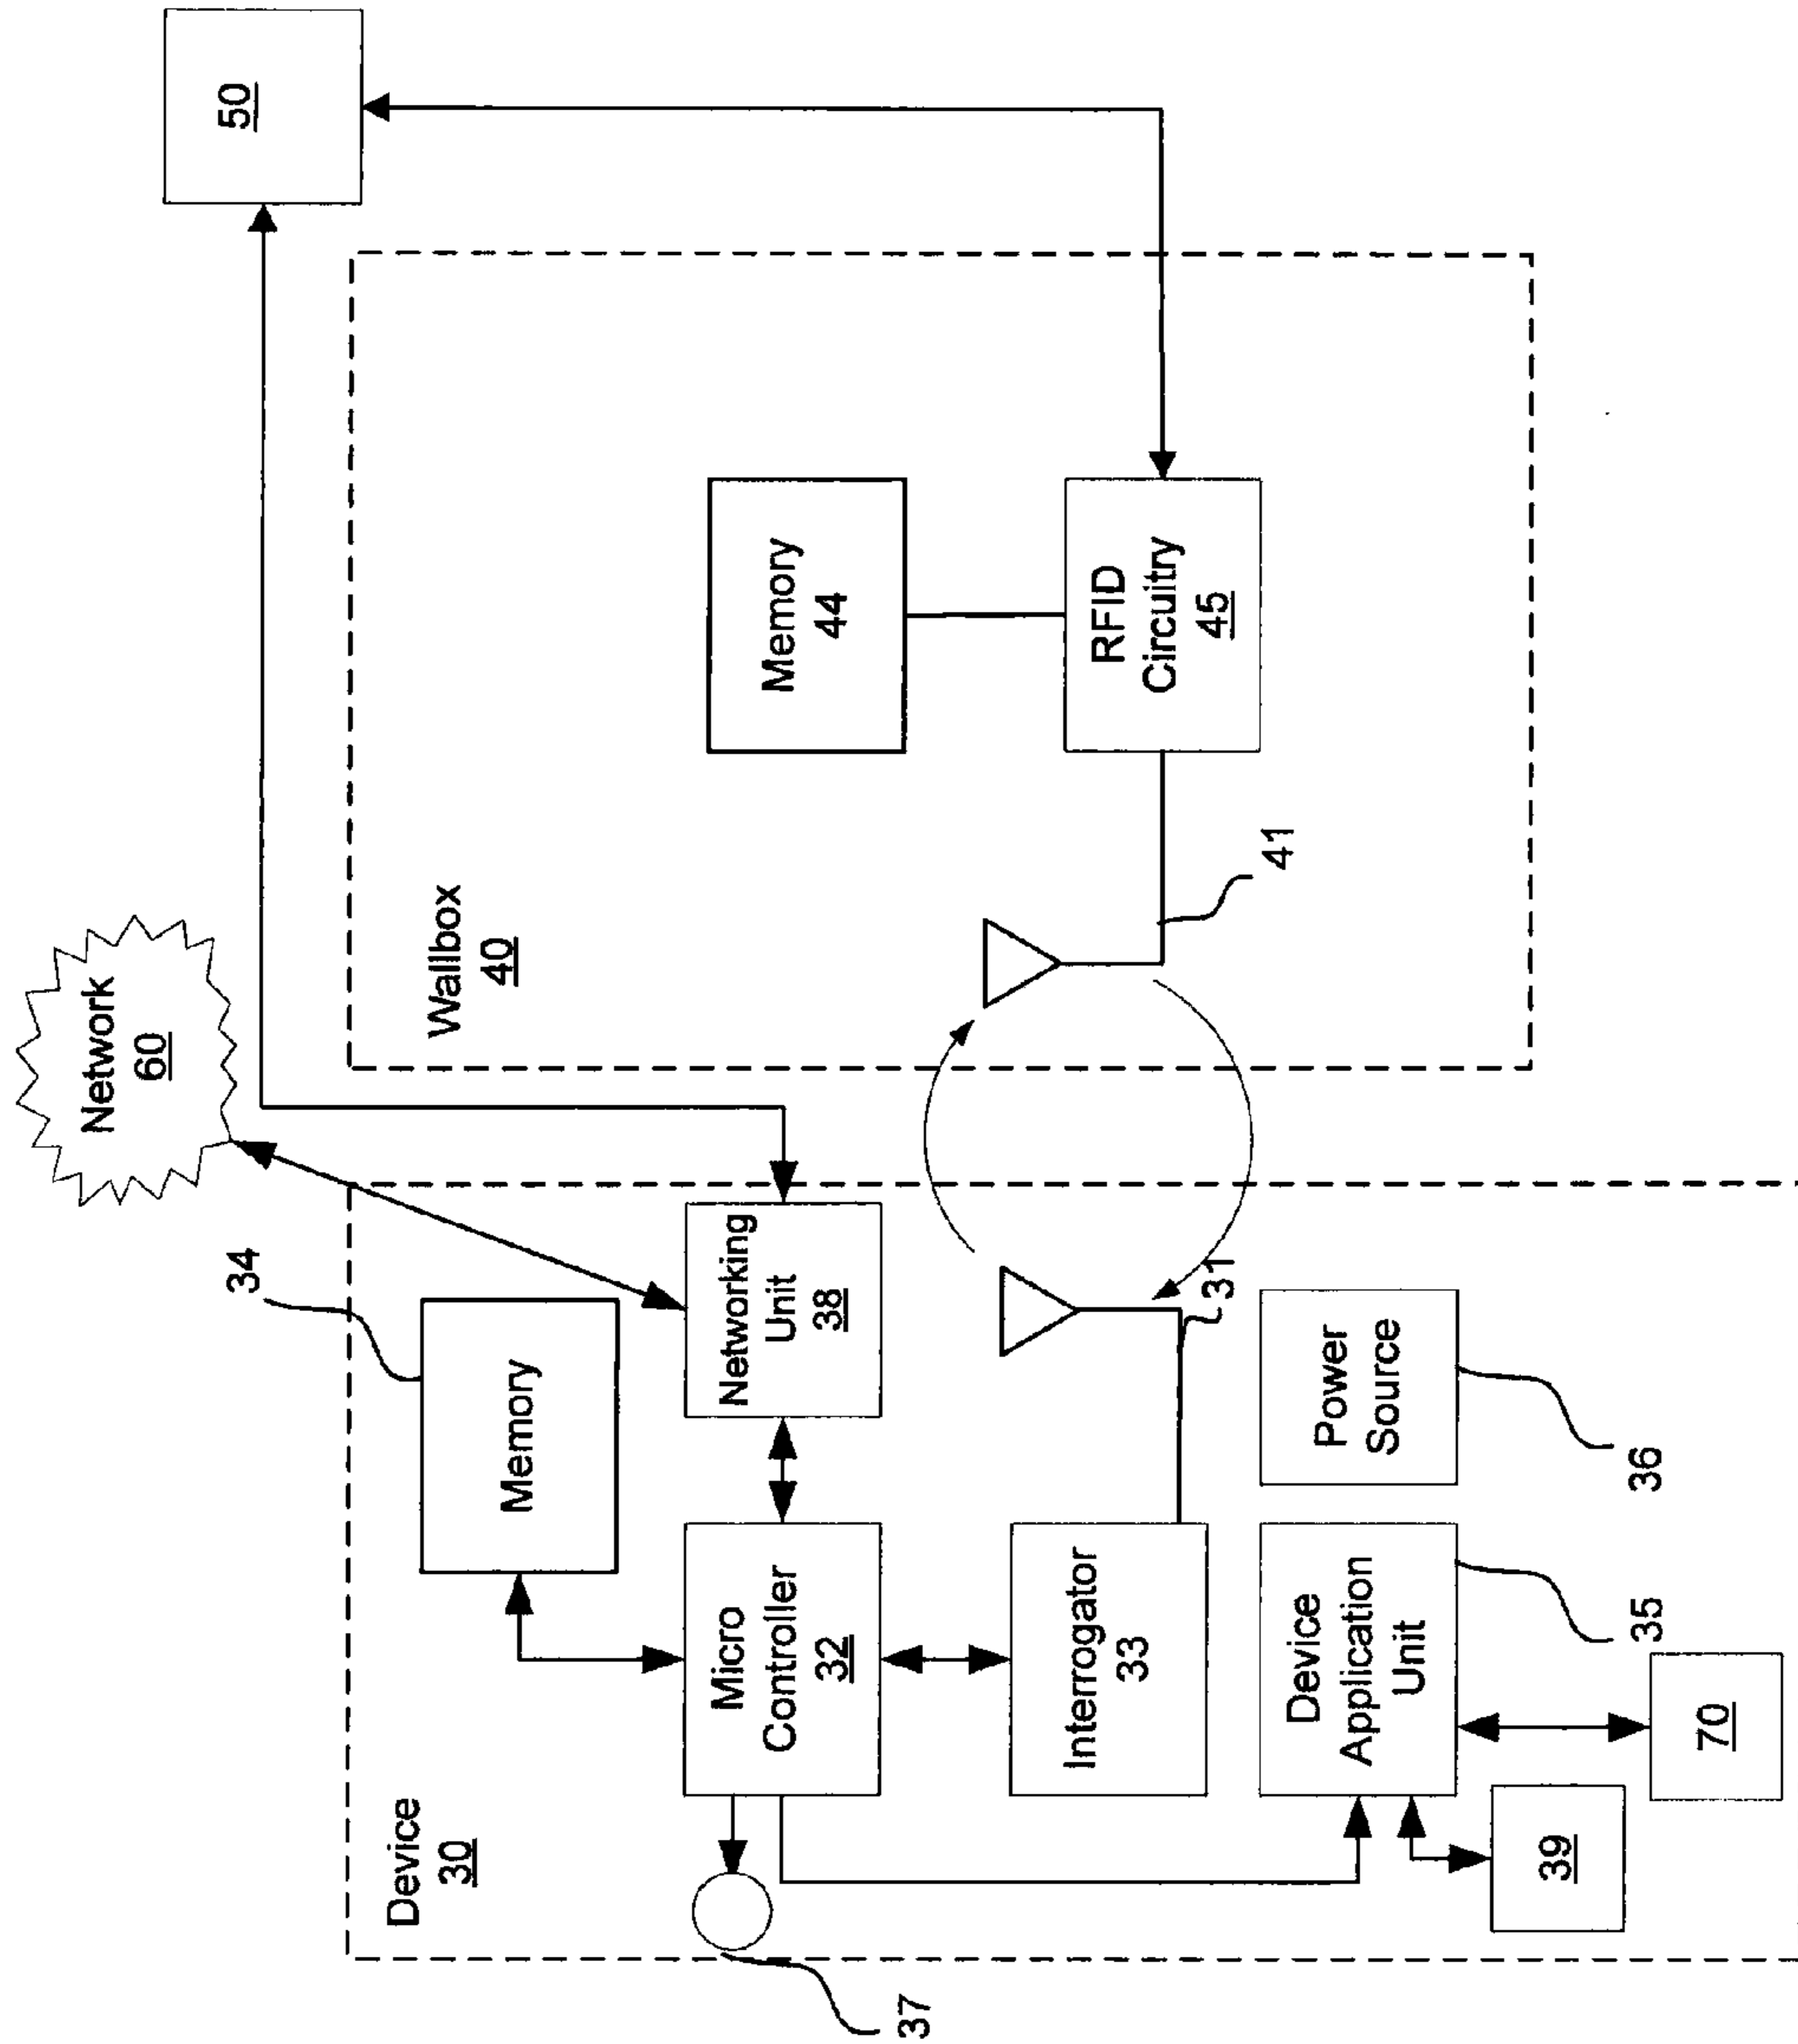 Device
30
37
Micro
Controller
32
Memory
34
Networking
Unit
38
Interrogator
33
31
Device
Application
Unit
35
Power
Source
36
39
70
Network
60
Wallbox
40
Memory
44
RFID
Circuitry
45
41
50